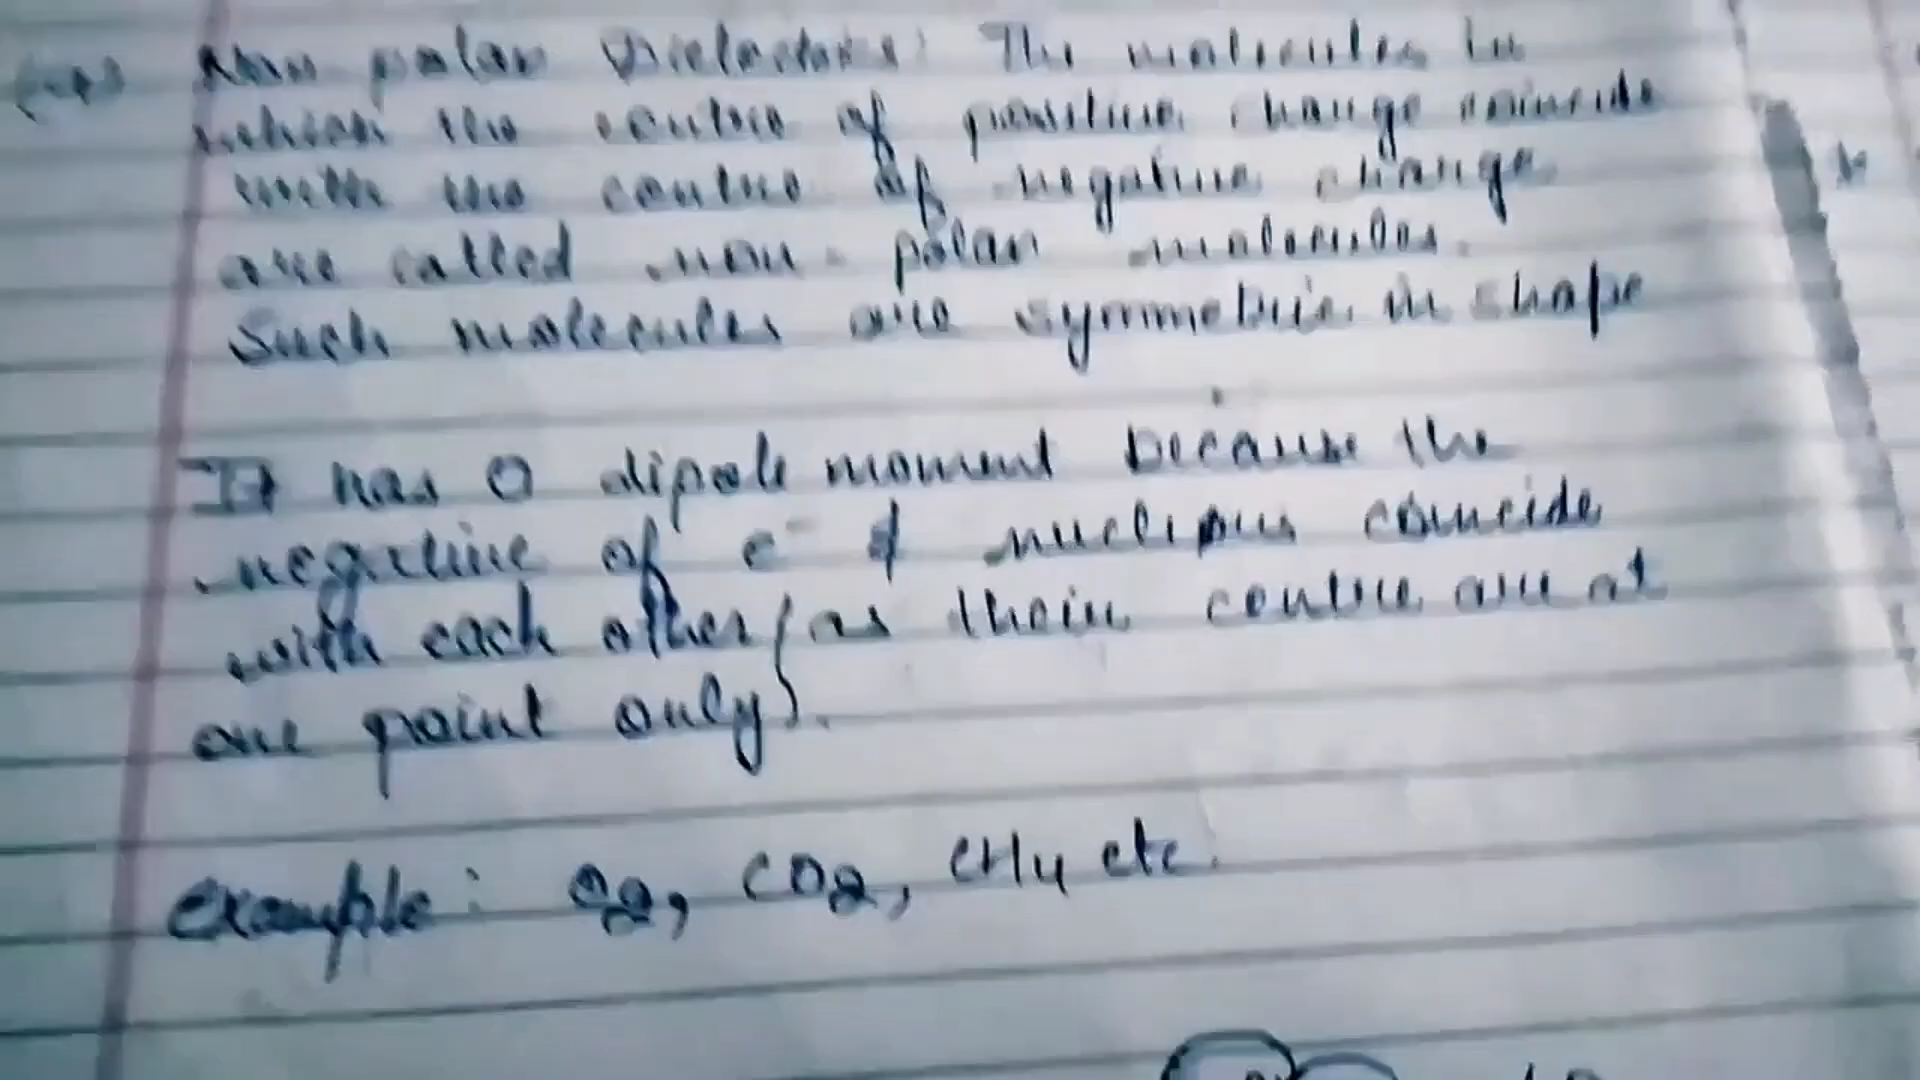 Non polar Dielectrics: The molecules in
which the centre of positive charge coincide
with the centre of negative charge
are called non-polar molecules.
Such molecules are symmetric in shape
It has 0 dipole moment because the
negative of e⁻ & nuclious coincide
with each other (as their centre are at
one point only).
Example: O2, CO2, CH4 etc.